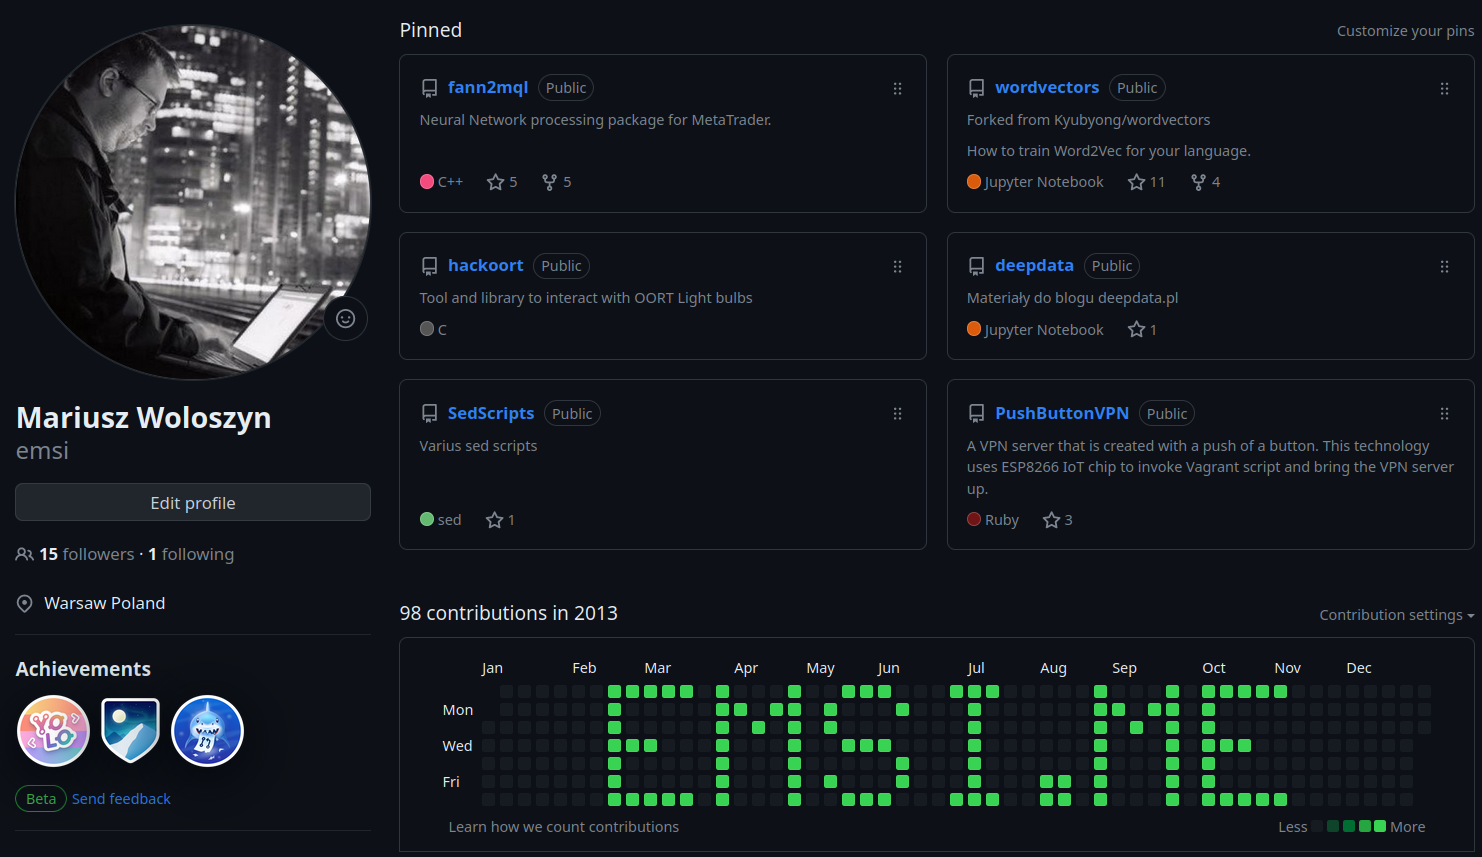 Mariusz Woloszyn
emsi
Edit profile
15 followers · 1 following
Warsaw Poland
Achievements
YOLO
Beta Send feedback
Pinned
Customize your pins
fann2mql Public
Neural Network processing package for MetaTrader.
C++ 5 5
wordvectors Public
Forked from Kyubyong/wordvectors
How to train Word2Vec for your language.
Jupyter Notebook 11 4
hackoort Public
Tool and library to interact with OORT Light bulbs
C
deepdata Public
Materiały do blogu deepdata.pl
Jupyter Notebook 1
SedScripts Public
Varius sed scripts
sed 1
PushButtonVPN Public
A VPN server that is created with a push of a button. This technology
uses ESP8266 IoT chip to invoke Vagrant script and bring the VPN server
up.
Ruby 3
98 contributions in 2013
Contribution settings
Jan Feb Mar Apr May Jun Jul Aug Sep Oct Nov Dec
Mon
Wed
Fri
EMSI.ME
Learn how we count contributions
Less More